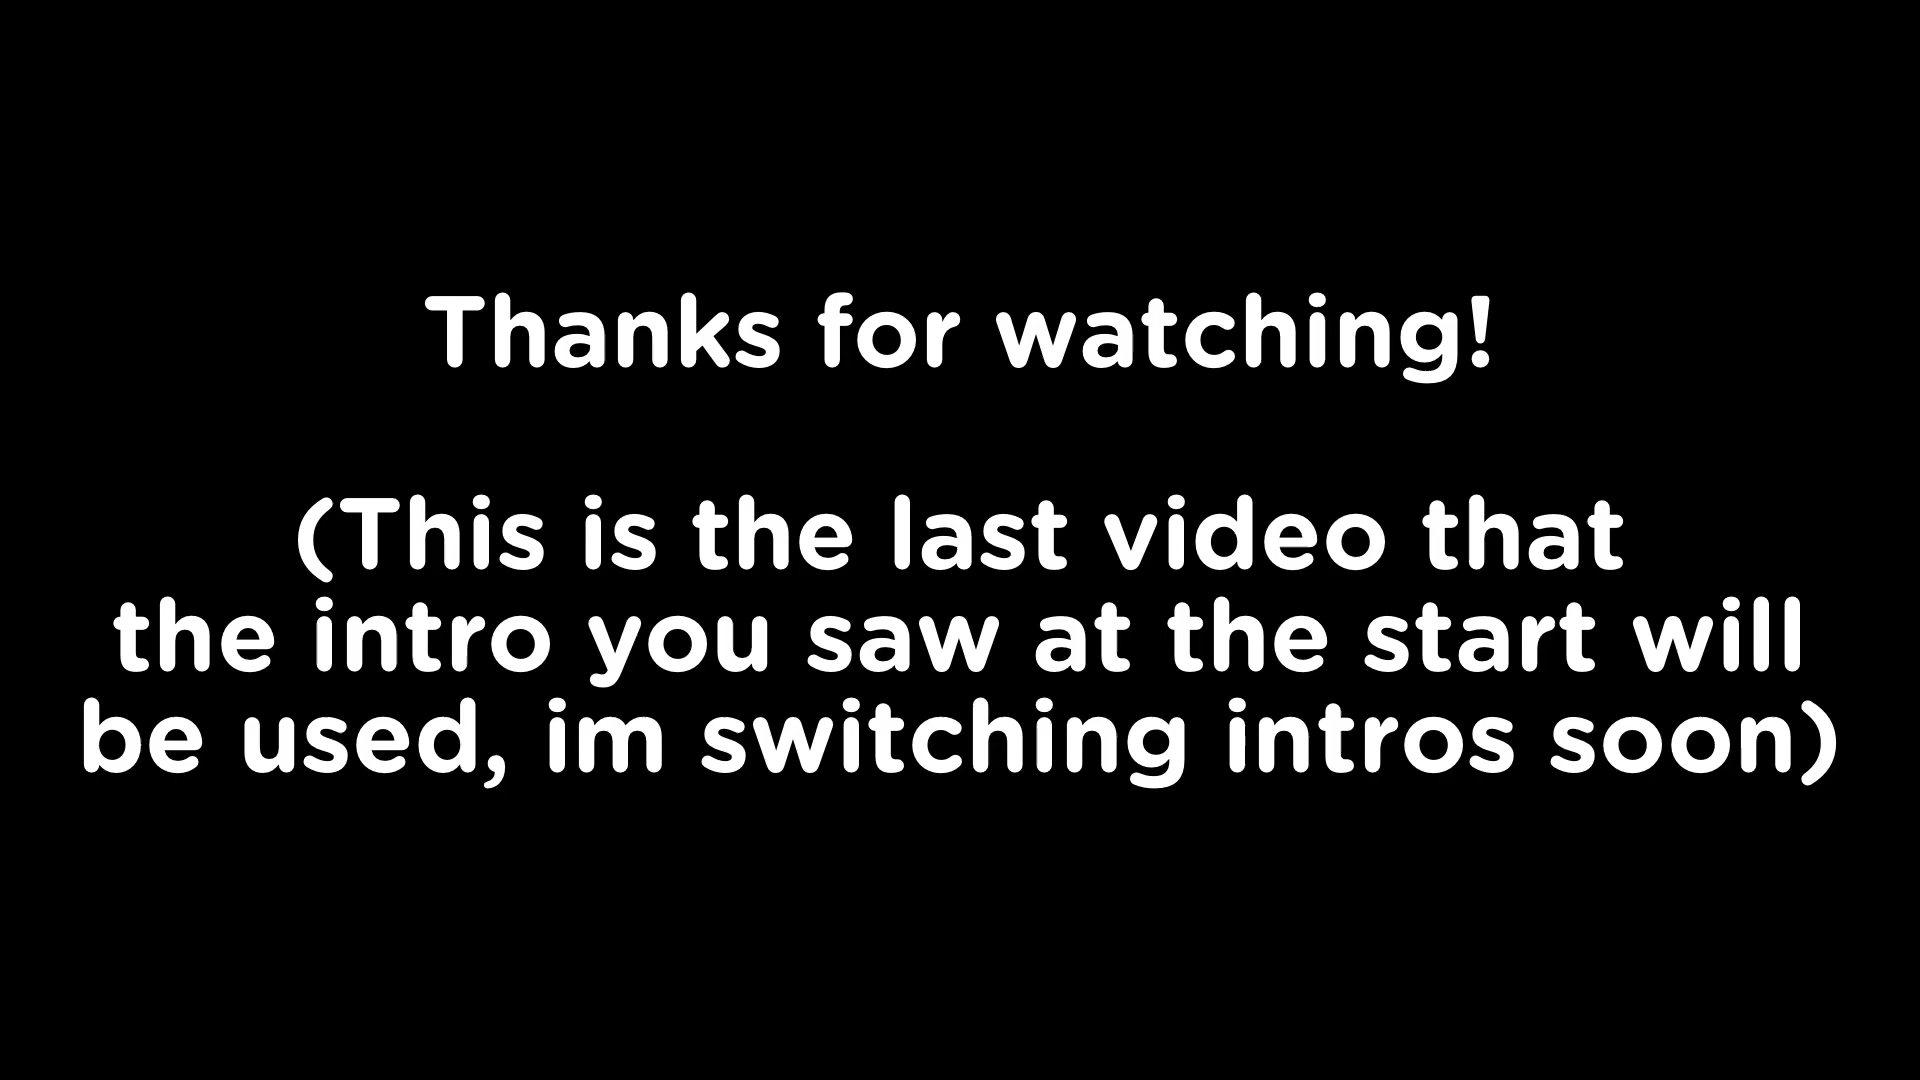 Thanks for watching!
(This is the last video that
the intro you saw at the start will
be used, im switching intros soon)